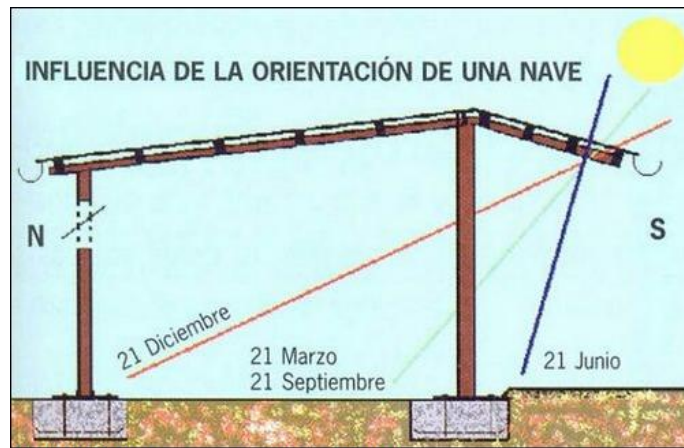 INFLUENCIA DE LA ORIENTACIÓN DE UNA NAVE
N
S
21 Diciembre
21 Marzo
21 Septiembre
21 Junio